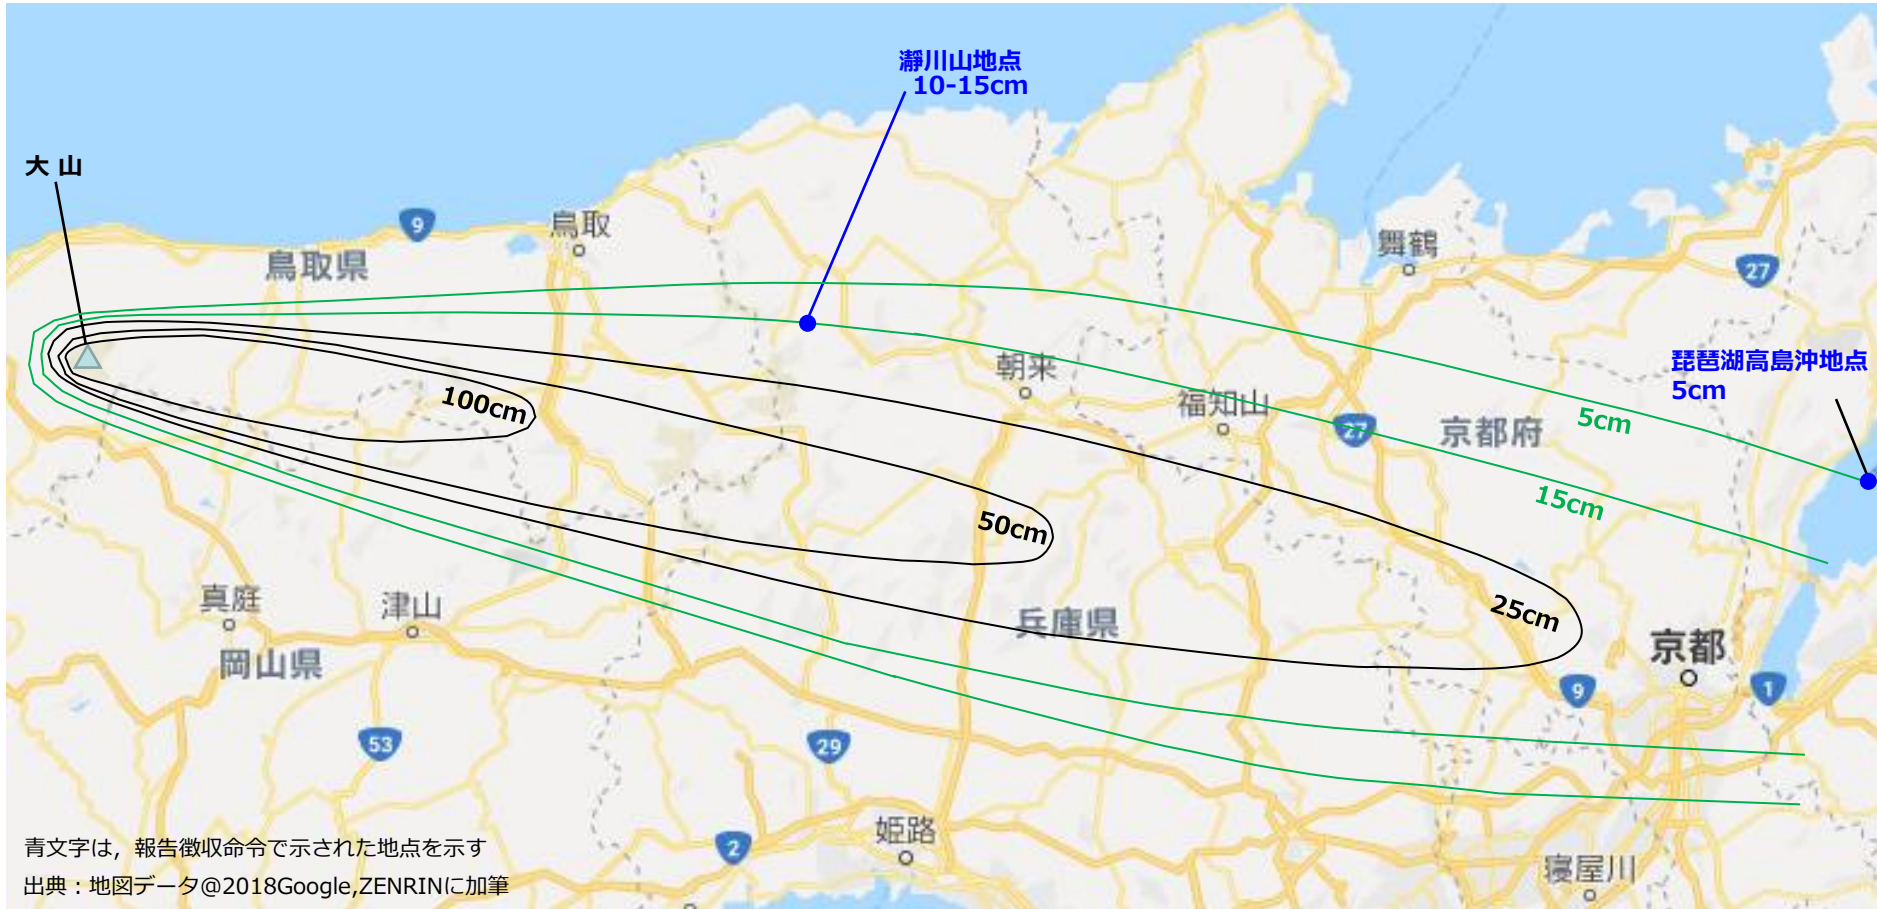 瀞川山地点
10-15cm
大 山
9
鳥取
鳥取県
舞鶴
27
朝来
琵琶湖高島沖地点
5cm
100cm
福知山
27
京都府
5cm
15cm
50cm
真庭
津山
兵庫県
25cm
岡山県
京都
9
1
53
29
2
姫路
寝屋川
青文字は，報告徴収命令で示された地点を示す
出典：地図データ@2018Google,ZENRINに加筆